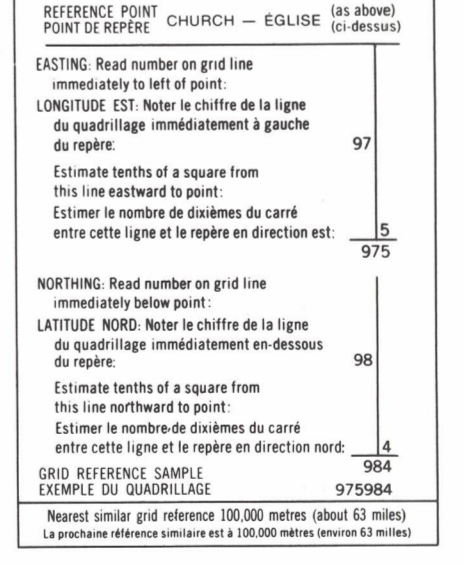 REFERENCE POINT
POINT DE REPÈRE
CHURCH — ÉGLISE
(as above)
(ci-dessus)
EASTING: Read number on grid line
immediately to left of point:
LONGITUDE EST: Noter le chiffre de la ligne
du quadrillage immédiatement à gauche
du repère: 97
Estimate tenths of a square from
this line eastward to point:
Estimer le nombre de dixièmes du carré
entre cette ligne et le repère en direction est: 5
975
NORTHING: Read number on grid line
immediately below point:
LATITUDE NORD: Noter le chiffre de la ligne
du quadrillage immédiatement en-dessous
du repère: 98
Estimate tenths of a square from
this line northward to point:
Estimer le nombre de dixièmes du carré
entre cette ligne et le repère en direction nord: 4
984
GRID REFERENCE SAMPLE
EXEMPLE DU QUADRILLAGE 975984
Nearest similar grid reference 100,000 metres (about 63 miles)
La prochaine référence similaire est à 100,000 mètres (environ 63 milles)